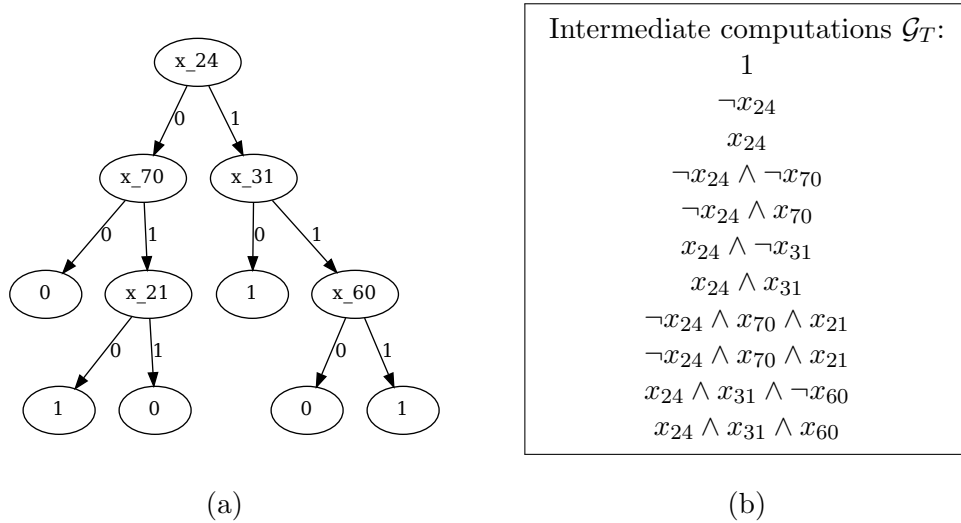 x_24
0 1
x_70 x_31
0 1 0 1
0 x_21 1 x_60
0 1 0 1
1 0 0 1
(a)
Intermediate computations 𝒢_T:
1
¬x_24
x_24
¬x_24 ∧ ¬x_70
¬x_24 ∧ x_70
x_24 ∧ ¬x_31
x_24 ∧ x_31
¬x_24 ∧ x_70 ∧ x_21
¬x_24 ∧ x_70 ∧ x_21
x_24 ∧ x_31 ∧ ¬x_60
x_24 ∧ x_31 ∧ x_60
(b)